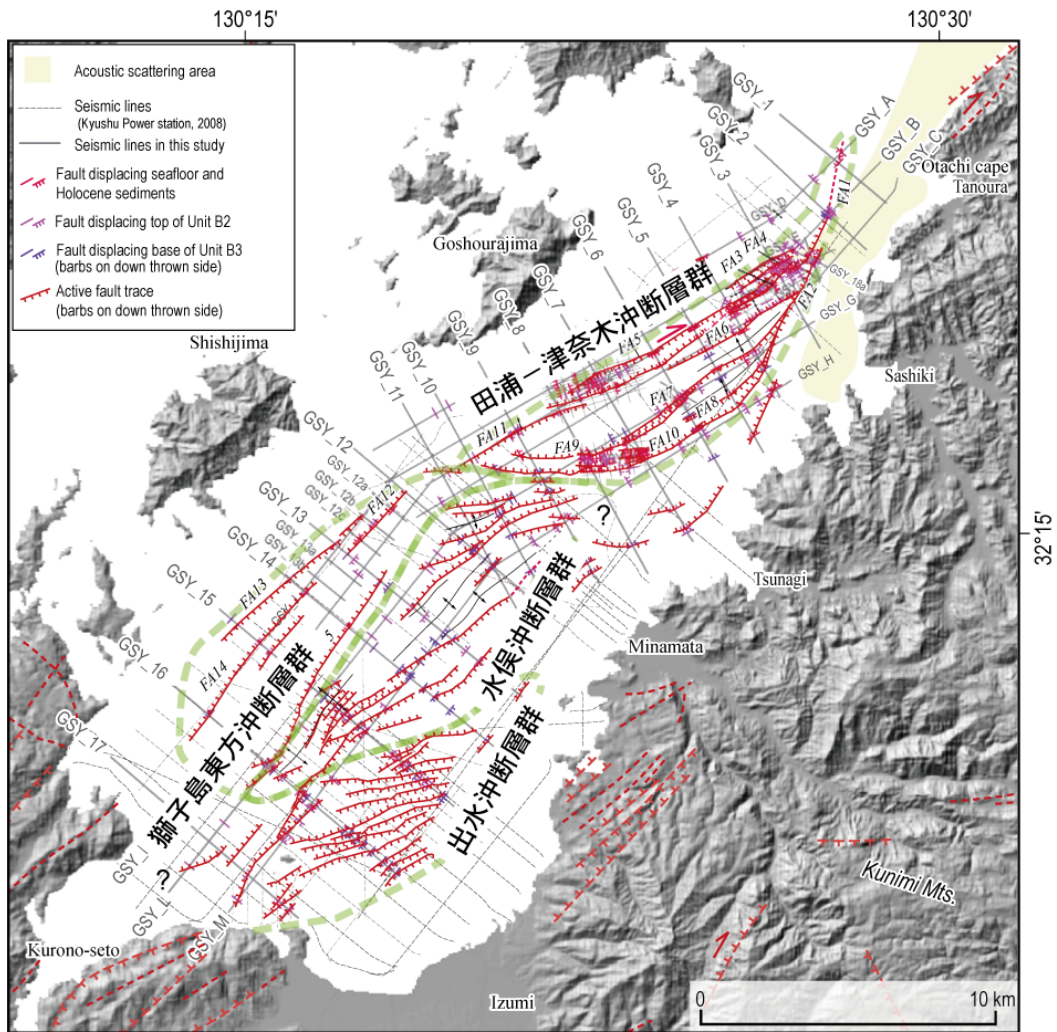 130°15'
130°30'
Acoustic scattering area
Seismic lines
(Kyushu Power station, 2008)
Seismic lines in this study
Fault displacing seafloor and
Holocene sediments
Fault displacing top of Unit B2
Fault displacing base of Unit B3
(barbs on down thrown side)
Active fault trace
(barbs on down thrown side)
GSY_1
GSY_2
GSY_3
GSY_4
GSY_5
GSY_6
GSY_7
GSY_8
GSY_9
GSY_10
GSY_11
GSY_12
GSY_12a
GSY_12b
GSY_12c
GSY_13
GSY_14
GSY_15
GSY_16
GSY_17
GSY_A
GSY_B
GSY_C
GSY_D
GSY_18a
GSY_G
GSY_H
GSY_I
GSY_L
GSY_M
Otachi cape
Tanoura
Goshourajima
Shishijima
Sashiki
Tsunagi
Minamata
Kunimi Mts.
Kurono-seto
Izumi
32°15'
FA1
FA2
FA3
FA4
FA5
FA6
FA7
FA8
FA9
FA10
FA11
FA12
FA13
FA14
5
田浦－津奈木沖断層群
水俣沖断層群
出水沖断層群
獅子島東方沖断層群
?
?
0
10 km